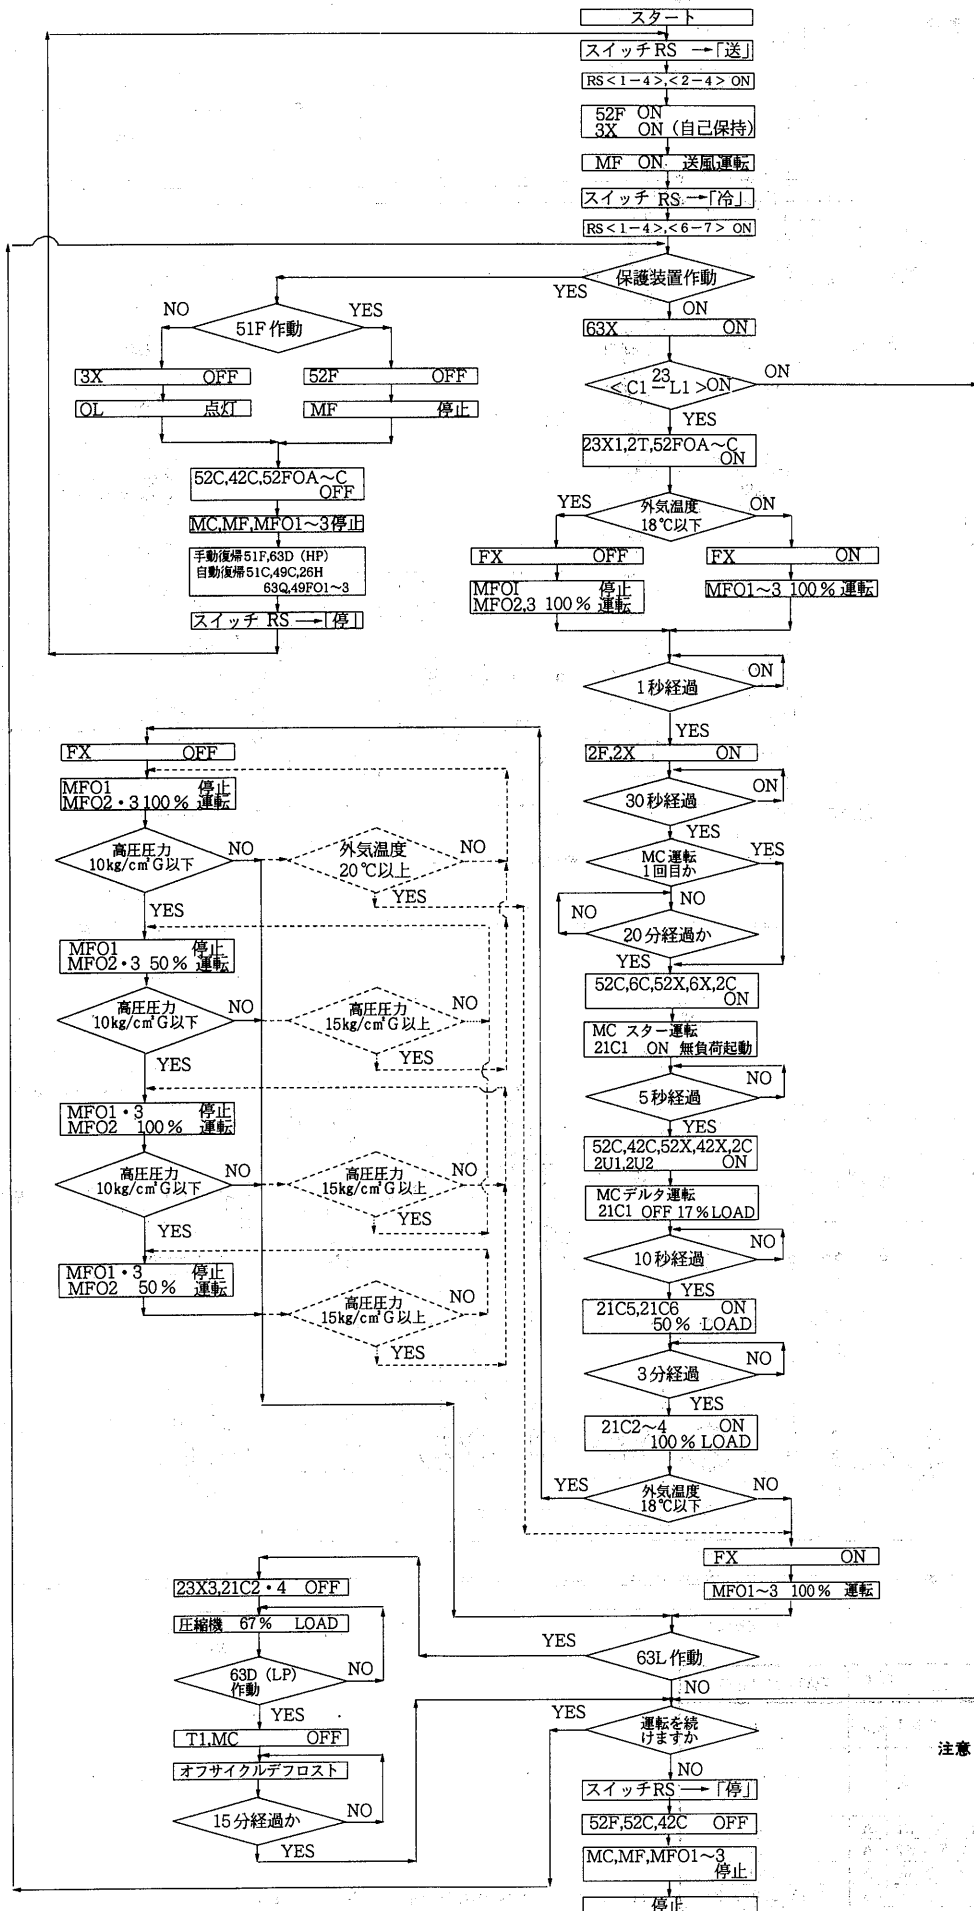 スタート
スイッチRS →「送」
RS<1-4>,<2-4> ON
52F ON
3X ON (自己保持)
MF ON 送風運転
スイッチ RS →「冷」
RS<1-4>,<6-7> ON
保護装置作動
YES
ON
63X ON
23
<C1-L1>ON
ON
YES
23X1,2T,52FOA〜C
ON
外気温度
18℃以下
YES
ON
FX OFF
MFOI 停止
MFO2,3 100% 運転
FX ON
MFO1〜3 100% 運転
1秒経過
ON
YES
2F,2X ON
30秒経過
ON
YES
MC運転
1回目か
YES
NO
20分経過か
NO
YES
52C,6C,52X,6X,2C
ON
MC スター運転
21C1 ON 無負荷起動
5秒経過
NO
YES
52C,42C,52X,42X,2C
2U1,2U2 ON
MCデルタ運転
21C1 OFF 17%LOAD
10秒経過
NO
YES
21C5,21C6 ON
50% LOAD
3分経過
NO
YES
21C2〜4 ON
100% LOAD
外気温度
18℃以下
YES
NO
FX ON
MFO1〜3 100% 運転
63L作動
YES
NO
運転を続
けますか
YES
NO
スイッチRS →「停」
52F,52C,42C OFF
MC,MF,MFO1〜3
停止
停止
51F作動
NO
YES
3X OFF
OL 点灯
52F OFF
MF 停止
52C,42C,52FOA〜C
OFF
MC,MF,MFO1〜3停止
手動復帰51F,63D (HP)
自動復帰51C,49C,26H
63Q,49FO1〜3
スイッチ RS →「停」
FX OFF
MFO1 停止
MFO2・3 100% 運転
高圧圧力
10kg/cm²G以下
NO
YES
外気温度
20℃以上
NO
YES
MFO1 停止
MFO2・3 50% 運転
高圧圧力
10kg/cm²G以下
NO
YES
高圧圧力
15kg/cm²G以上
NO
YES
MFO1・3 停止
MFO2 100% 運転
高圧圧力
10kg/cm²G以下
NO
YES
高圧圧力
15kg/cm²G以上
NO
YES
MFO1・3 停止
MFO2 50% 運転
高圧圧力
15kg/cm²G以上
NO
YES
23X3,21C2・4 OFF
圧縮機 67% LOAD
63D (LP)
作動
NO
YES
T1,MC OFF
オフサイクルデフロスト
15分経過か
NO
YES
注意